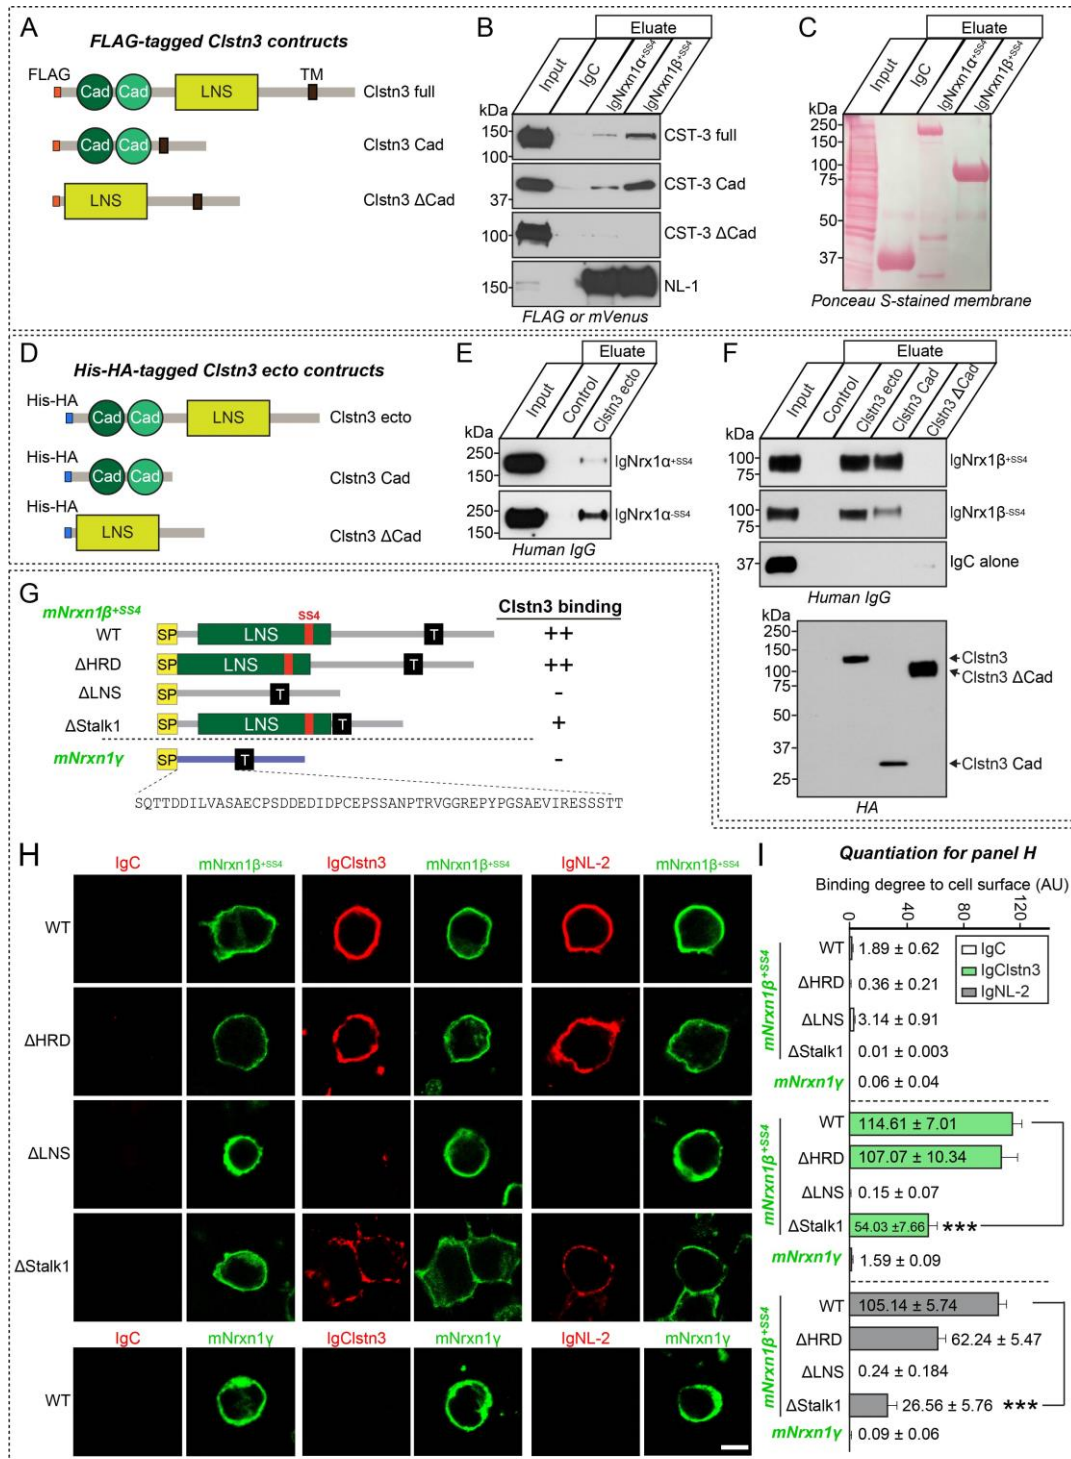 A
FLAG-tagged Clstn3 contructs
FLAG
TM
Cad Cad LNS Clstn3 full
Cad Cad Clstn3 Cad
LNS Clstn3 ΔCad
B
Eluate
Input
IgC
IgNrxn1α+SS4
IgNrxn1β+SS4
kDa
150
100
CST-3 full
37
CST-3 Cad
100
CST-3 ΔCad
150
NL-1
FLAG or mVenus
C
Eluate
Input
IgC
IgNrxn1α+SS4
IgNrxn1β+SS4
kDa
250
150
100
75
50
37
Ponceau S-stained membrane
D
His-HA-tagged Clstn3 ecto contructs
His-HA
Cad Cad LNS Clstn3 ecto
His-HA
Cad Cad Clstn3 Cad
His-HA
LNS Clstn3 ΔCad
E
Eluate
Input
Control
Clstn3 ecto
kDa
250
150
IgNrx1α+SS4
250
150
IgNrx1α-SS4
Human IgG
F
Eluate
Input
Control
Clstn3 ecto
Clstn3 Cad
Clstn3 ΔCad
kDa
100
75
IgNrx1β+SS4
100
75
IgNrx1β-SS4
37
IgC alone
Human IgG
250
150
100
75
50
37
25
Clstn3
Clstn3 ΔCad
Clstn3 Cad
HA
G
mNrxn1β+SS4
SS4
Clstn3 binding
WT SP LNS T ++
ΔHRD SP LNS T ++
ΔLNS SP T -
ΔStalk1 SP LNS T +
mNrxn1γ SP T -
SQTTDDILVASAECPSDDEDIDPCEPSSANPTRVGGREPYPGSAEVIRESSSTT
H
IgC mNrxn1β+SS4 IgClstn3 mNrxn1β+SS4 IgNL-2 mNrxn1β+SS4
WT
ΔHRD
ΔLNS
ΔStalk1
IgC mNrxn1γ IgClstn3 mNrxn1γ IgNL-2 mNrxn1γ
WT
I
Quantiation for panel H
Binding degree to cell surface (AU)
0 40 80 120
IgC
IgClstn3
IgNL-2
mNrxn1β+SS4
WT 1.89 ± 0.62
ΔHRD 0.36 ± 0.21
ΔLNS 3.14 ± 0.91
ΔStalk1 0.01 ± 0.003
mNrxn1γ 0.06 ± 0.04
mNrxn1β+SS4
WT 114.61 ± 7.01
ΔHRD 107.07 ± 10.34
ΔLNS 0.15 ± 0.07
ΔStalk1 54.03 ±7.66 ***
mNrxn1γ 1.59 ± 0.09
mNrxn1β+SS4
WT 105.14 ± 5.74
ΔHRD 62.24 ± 5.47
ΔLNS 0.24 ± 0.184
ΔStalk1 26.56 ± 5.76 ***
mNrxn1γ 0.09 ± 0.06